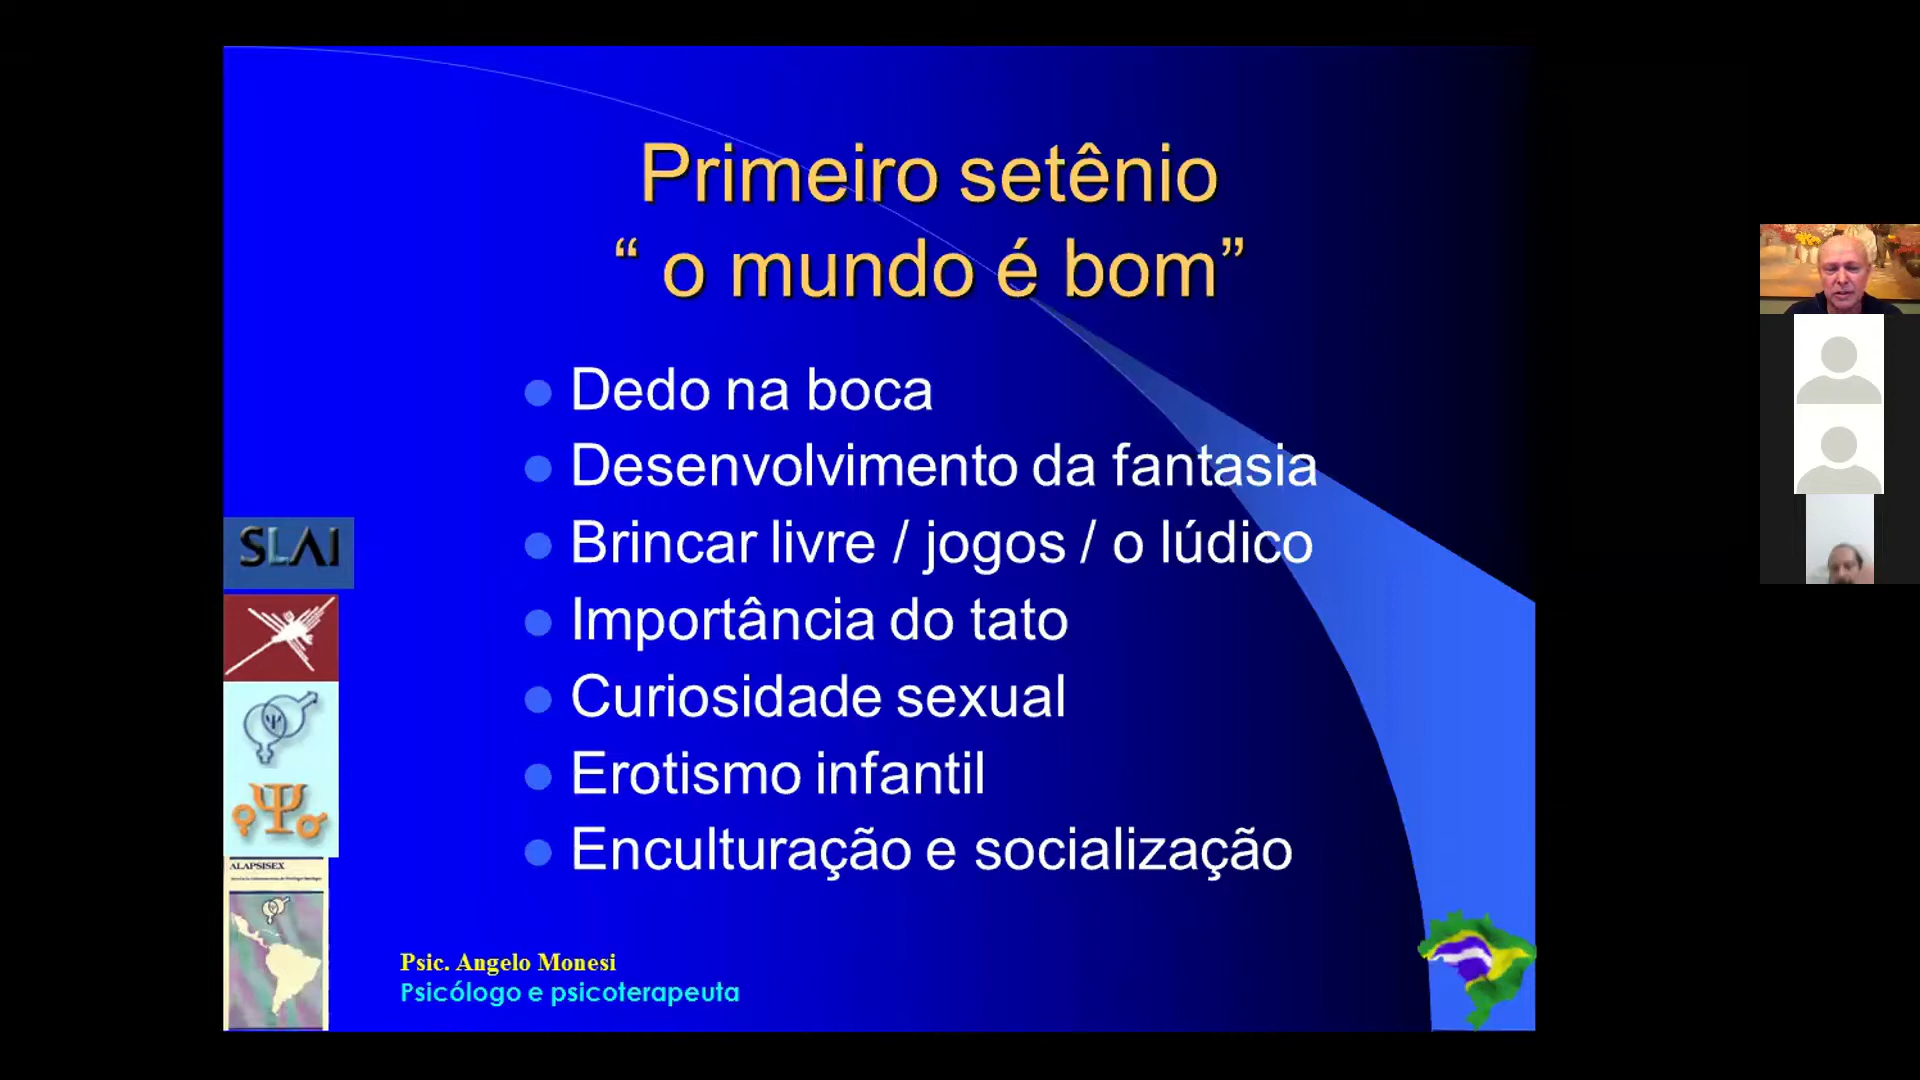 Primeiro setênio
“ o mundo é bom”
Dedo na boca
Desenvolvimento da fantasia
Brincar livre / jogos / o lúdico
Importância do tato
Curiosidade sexual
Erotismo infantil
Enculturação e socialização
SLAI
Ψ
Ψ
ALAPSISEX
Psic. Angelo Monesi
Psicólogo e psicoterapeuta